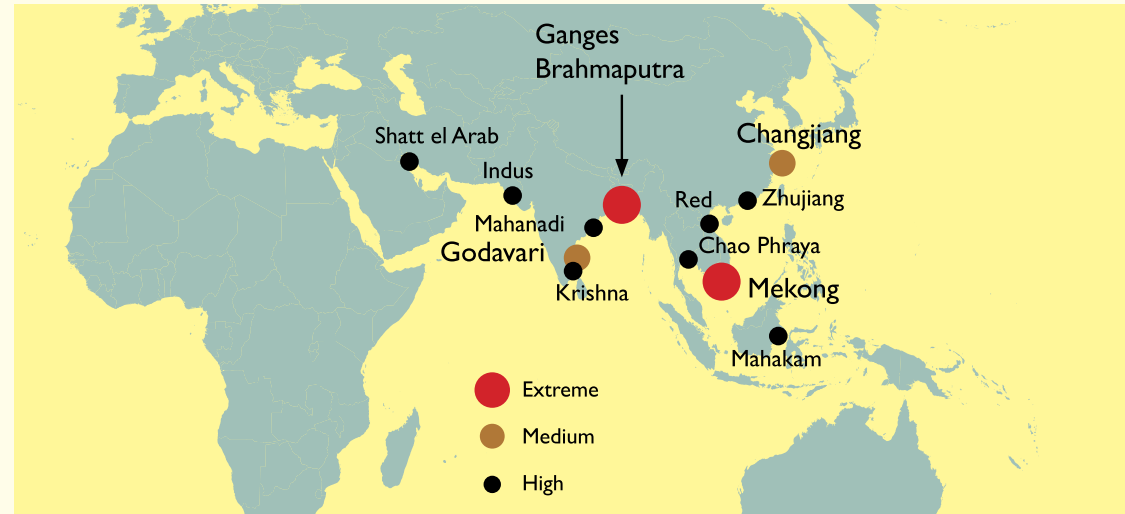 Ganges
Brahmaputra
Changjiang
Shatt el Arab
Indus
Red
Zhujiang
Mahanadi
Chao Phraya
Godavari
Krishna
Mekong
Mahakam
Extreme
Medium
High